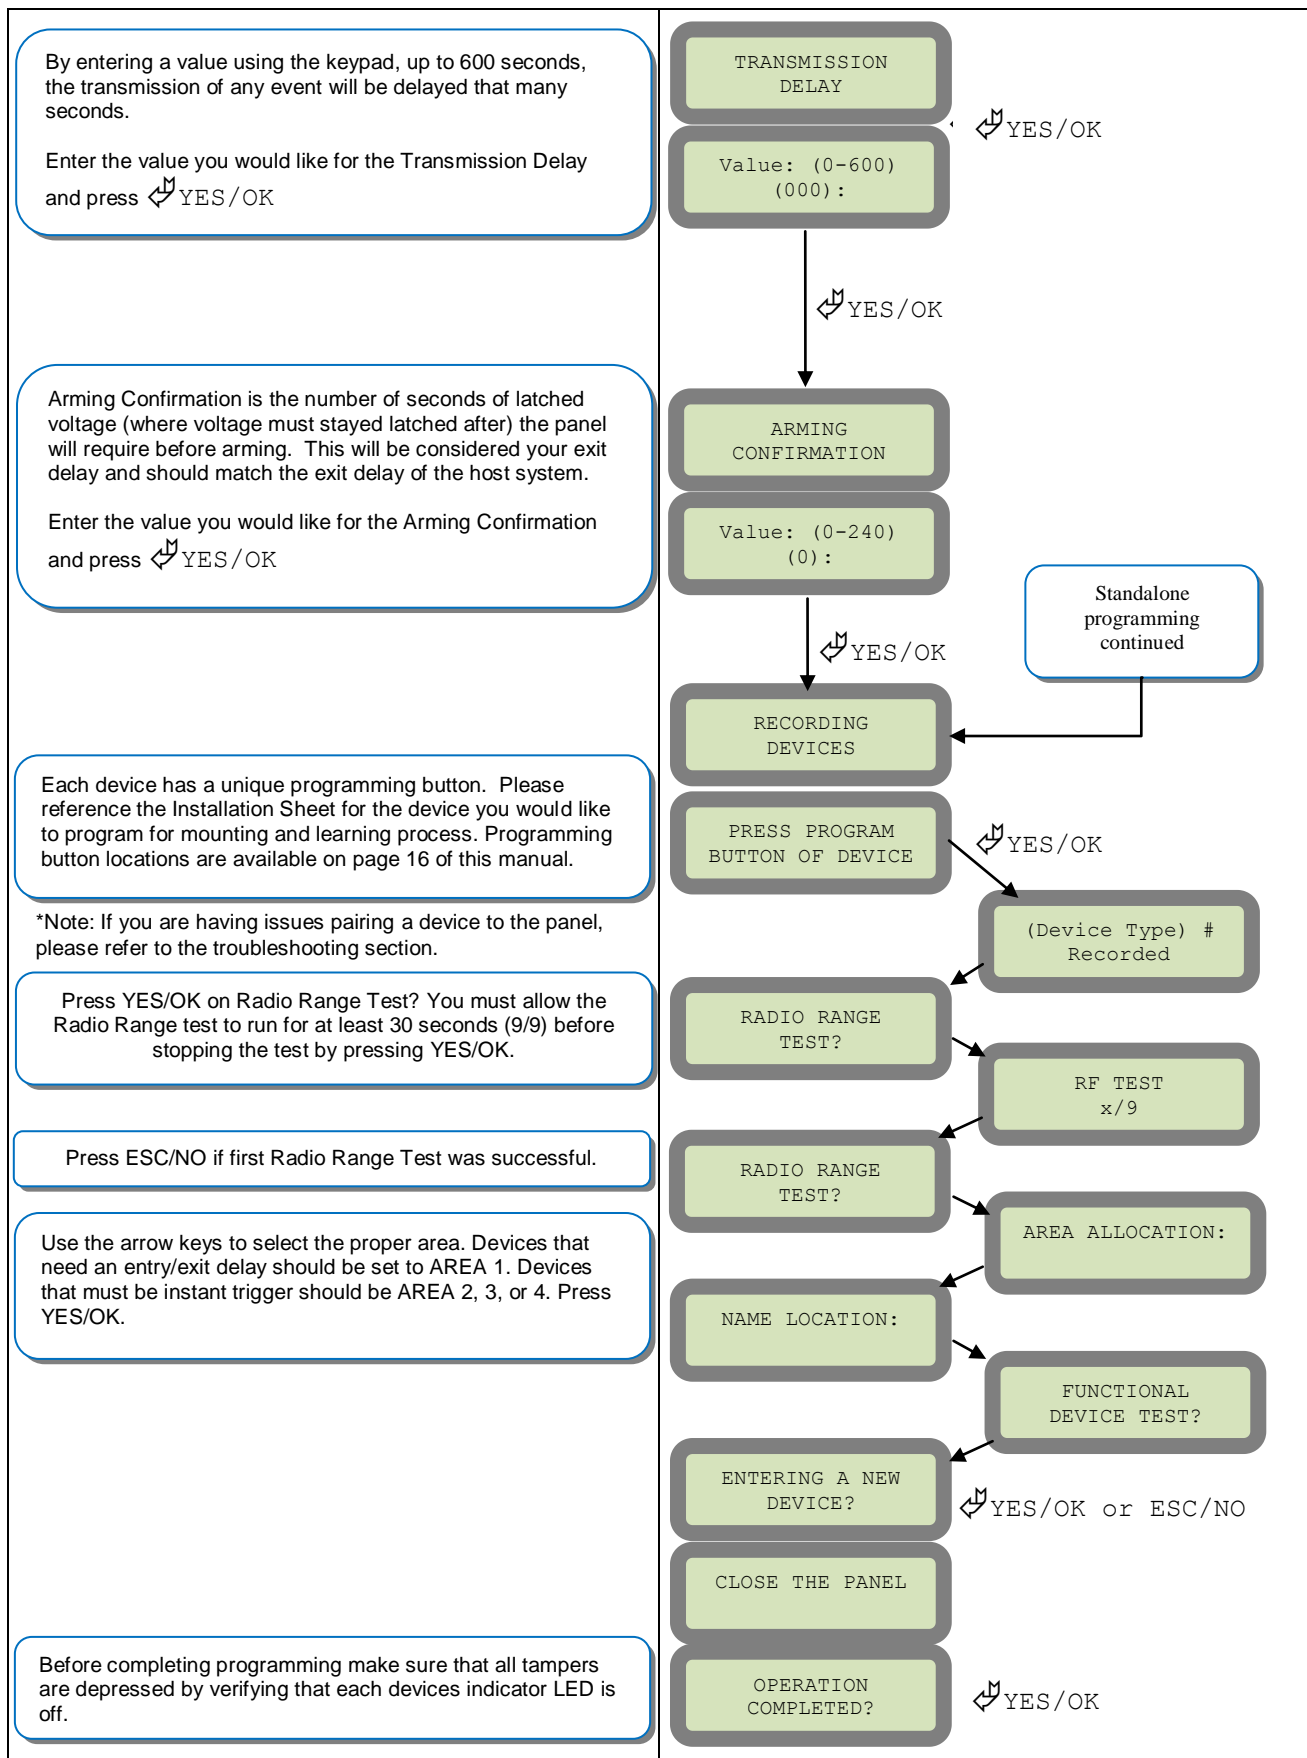 By entering a value using the keypad, up to 600 seconds,
the transmission of any event will be delayed that many
seconds.
Enter the value you would like for the Transmission Delay
and press YES/OK
TRANSMISSION
DELAY
YES/OK
Value: (0-600)
(000):
YES/OK
Arming Confirmation is the number of seconds of latched
voltage (where voltage must stayed latched after) the panel
will require before arming.  This will be considered your exit
delay and should match the exit delay of the host system.
Enter the value you would like for the Arming Confirmation
and press YES/OK
ARMING
CONFIRMATION
Value: (0-240)
(0):
YES/OK
Standalone
programming
continued
RECORDING
DEVICES
Each device has a unique programming button.  Please
reference the Installation Sheet for the device you would like
to program for mounting and learning process. Programming
button locations are available on page 16 of this manual.
PRESS PROGRAM
BUTTON OF DEVICE
YES/OK
*Note: If you are having issues pairing a device to the panel,
please refer to the troubleshooting section.
(Device Type) #
Recorded
Press YES/OK on Radio Range Test? You must allow the
Radio Range test to run for at least 30 seconds (9/9) before
stopping the test by pressing YES/OK.
RADIO RANGE
TEST?
RF TEST
x/9
Press ESC/NO if first Radio Range Test was successful.
RADIO RANGE
TEST?
Use the arrow keys to select the proper area. Devices that
need an entry/exit delay should be set to AREA 1. Devices
that must be instant trigger should be AREA 2, 3, or 4. Press
YES/OK.
AREA ALLOCATION:
NAME LOCATION:
FUNCTIONAL
DEVICE TEST?
ENTERING A NEW
DEVICE?
YES/OK or ESC/NO
CLOSE THE PANEL
Before completing programming make sure that all tampers
are depressed by verifying that each devices indicator LED is
off.
OPERATION
COMPLETED?
YES/OK